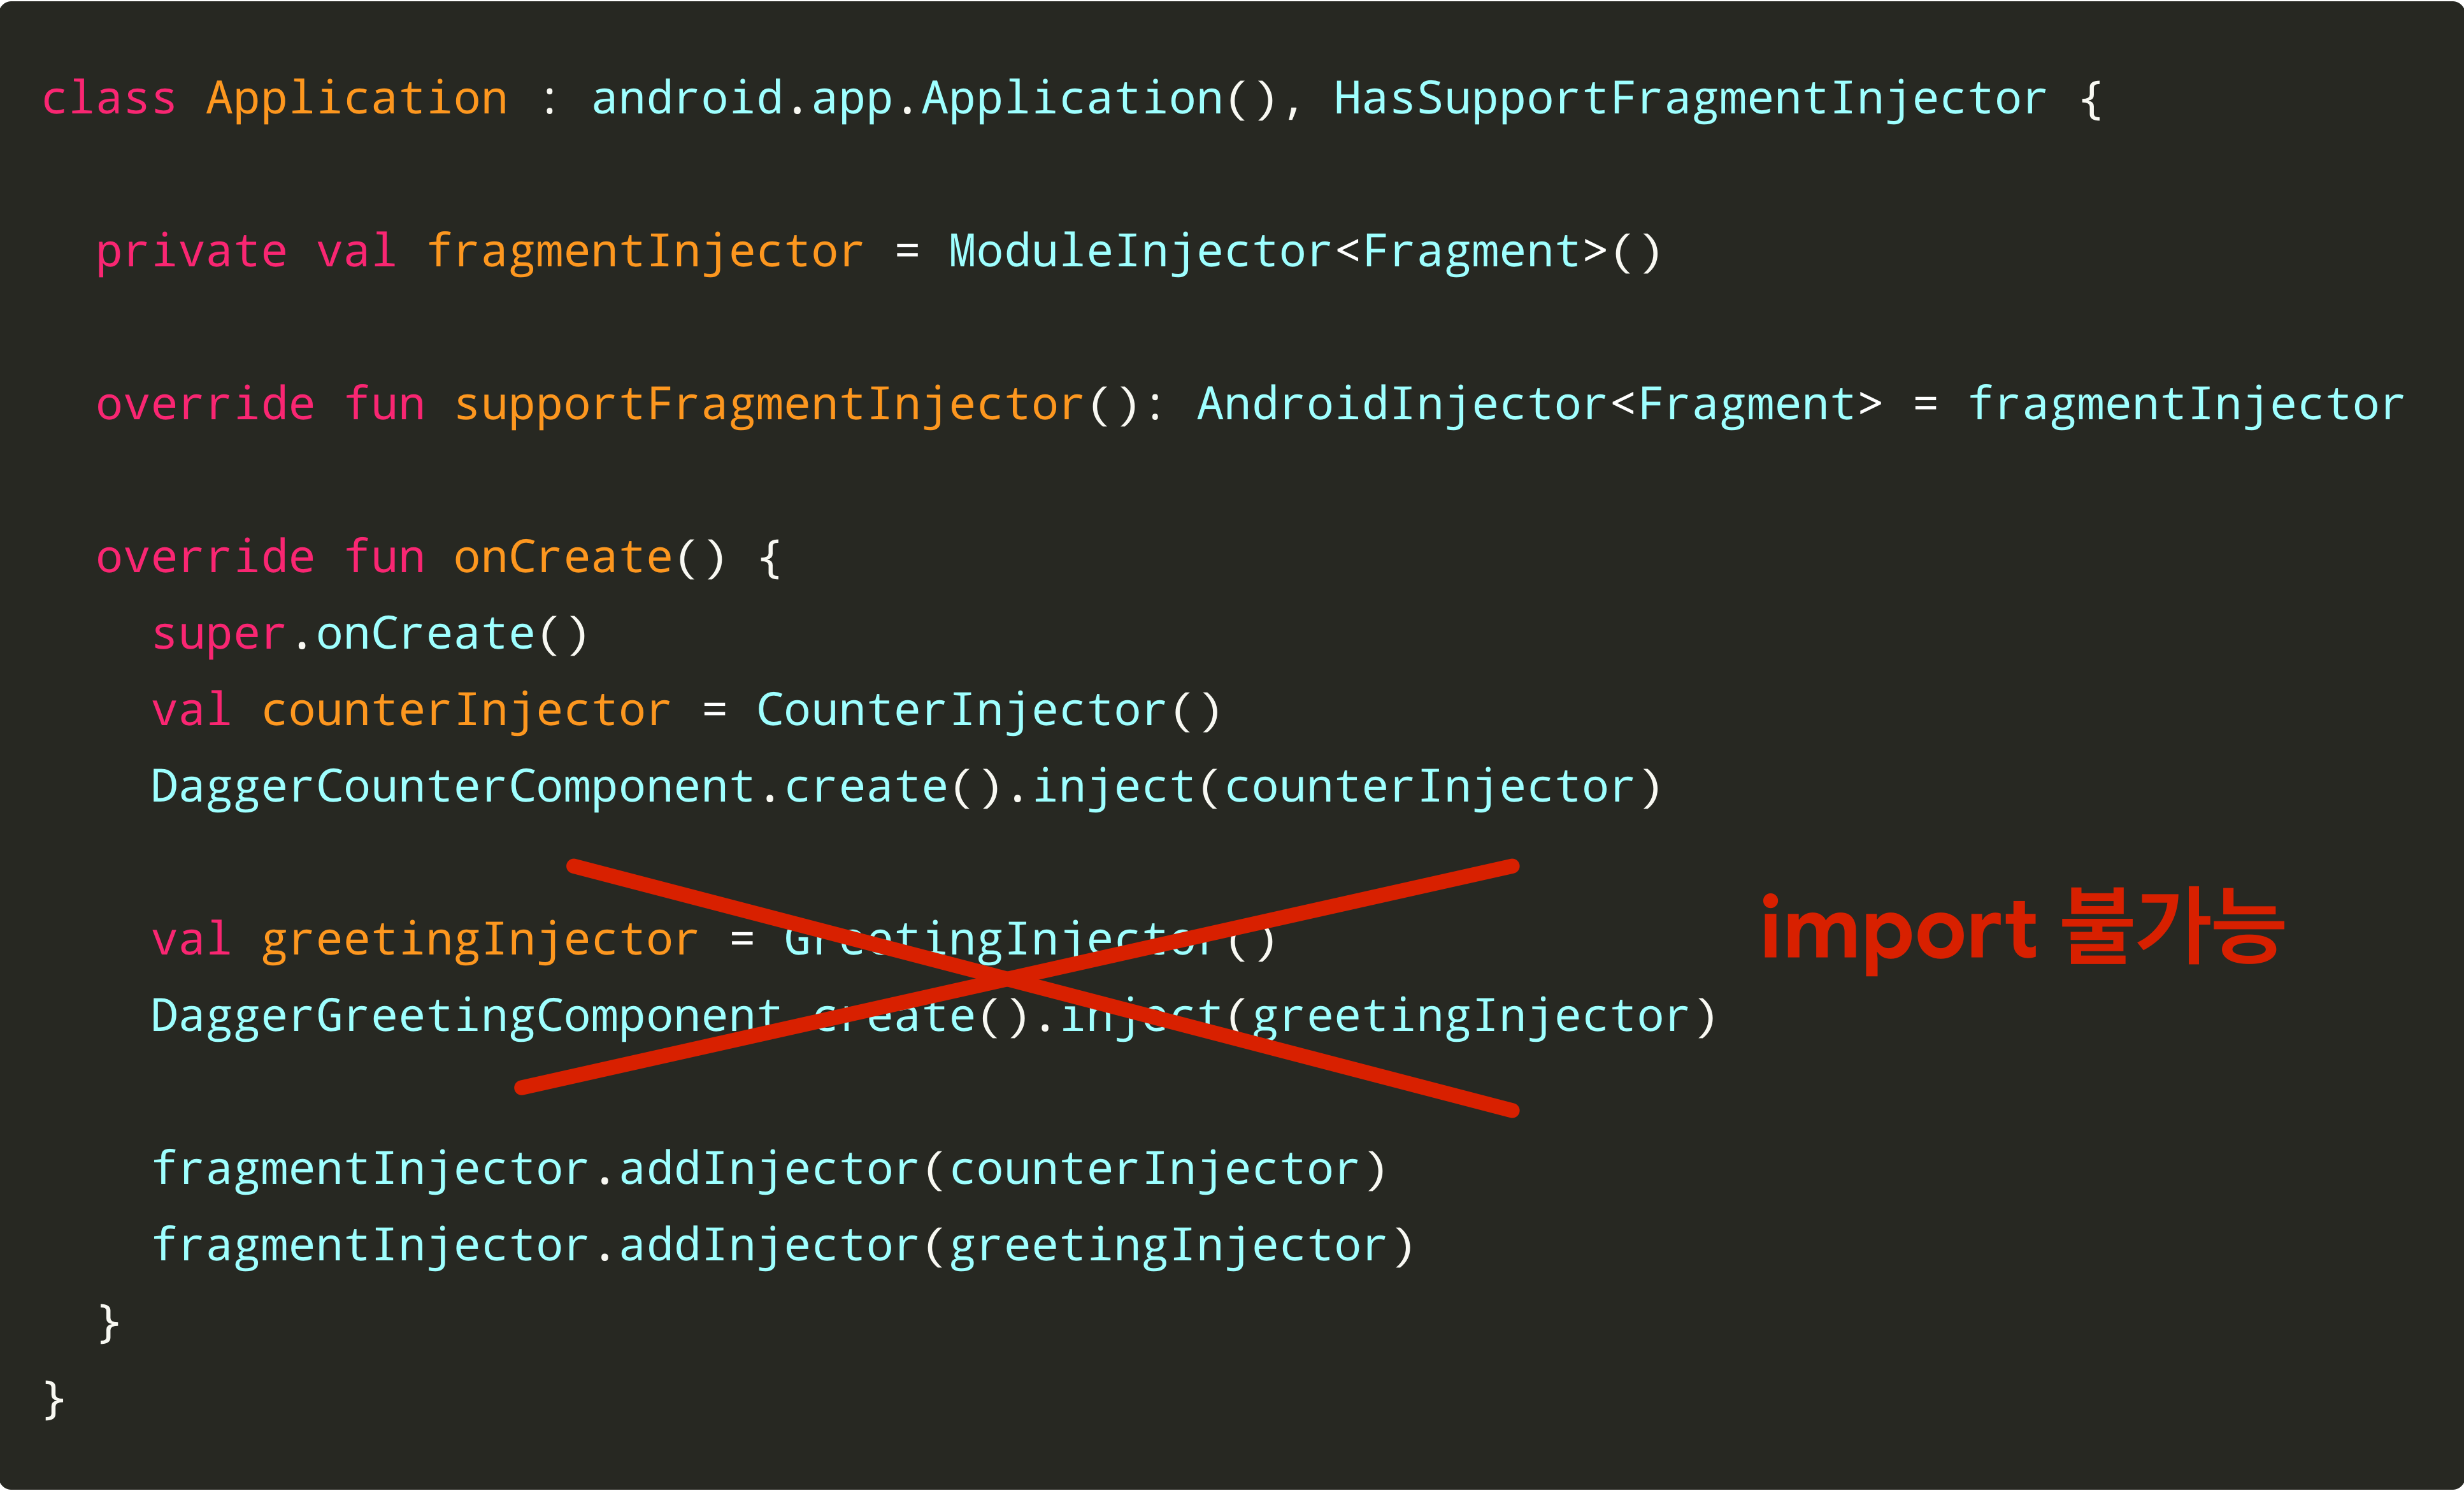 class Application : android.app.Application(), HasSupportFragmentInjector {
private val fragmentInjector = ModuleInjector<Fragment>()
override fun supportFragmentInjector(): AndroidInjector<Fragment> = fragmentInjector
override fun onCreate() {
super.onCreate()
val counterInjector = CounterInjector()
DaggerCounterComponent.create().inject(counterInjector)
val greetingInjector = GreetingInjector()
import 불가능
DaggerGreetingComponent.create().inject(greetingInjector)
fragmentInjector.addInjector(counterInjector)
fragmentInjector.addInjector(greetingInjector)
}
}